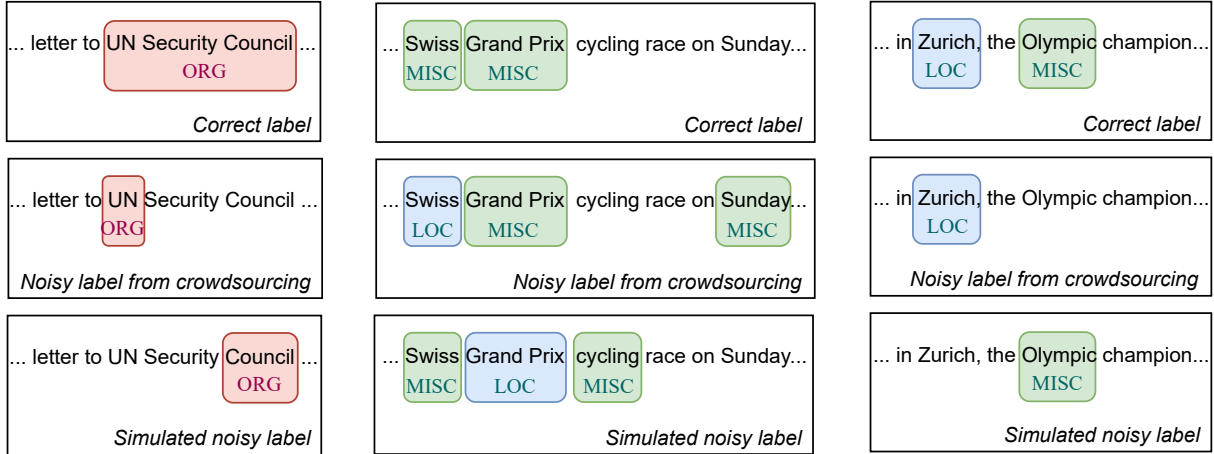 ... letter to UN Security Council ...
ORG
Correct label
... Swiss Grand Prix cycling race on Sunday...
MISC MISC
Correct label
... in Zurich, the Olympic champion...
LOC MISC
Correct label
... letter to UN Security Council ...
ORG
Noisy label from crowdsourcing
... Swiss Grand Prix cycling race on Sunday...
LOC MISC MISC
Noisy label from crowdsourcing
... in Zurich, the Olympic champion...
LOC
Noisy label from crowdsourcing
... letter to UN Security Council ...
ORG
Simulated noisy label
... Swiss Grand Prix cycling race on Sunday...
MISC LOC MISC
Simulated noisy label
... in Zurich, the Olympic champion...
MISC
Simulated noisy label